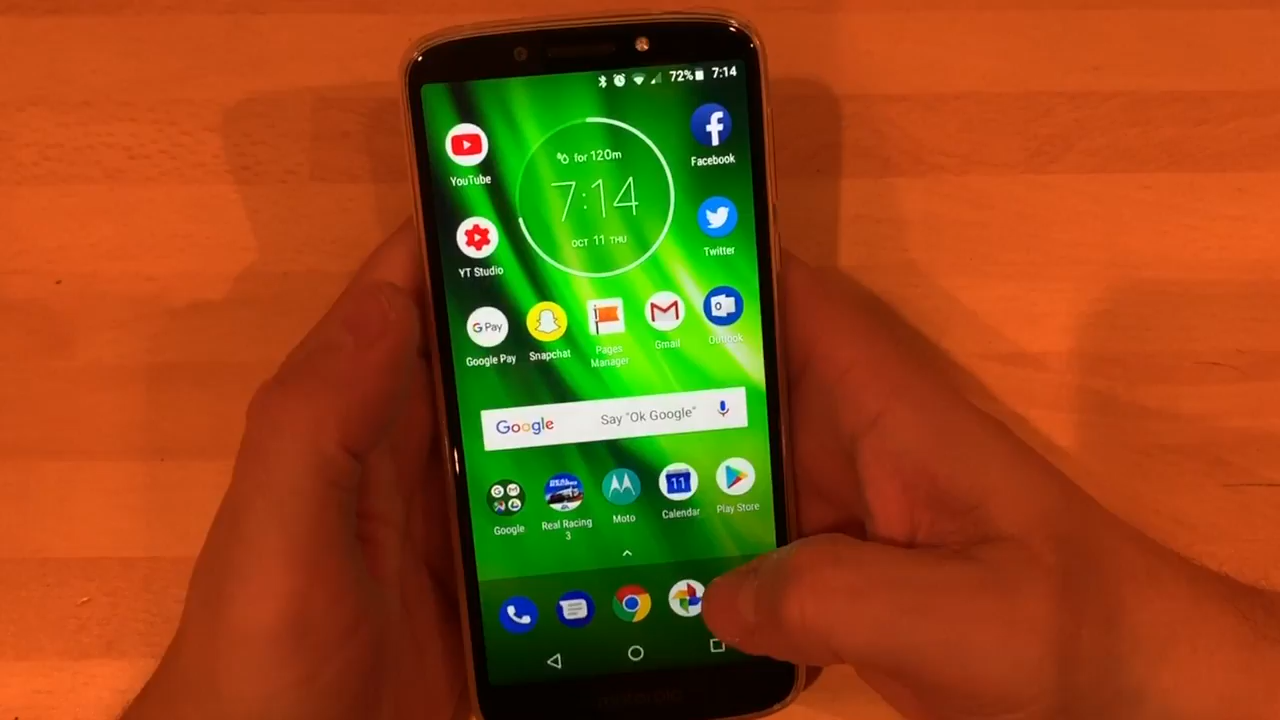 72% 7:14
YouTube
for 120m
7:14
OCT 11 THU
Facebook
YT Studio
Twitter
G Pay
Google Pay
Snapchat
Pages
Manager
Gmail
Outlook
Google
Say "Ok Google"
Google
Real Racing
3
Moto
11
Calendar
Play Store